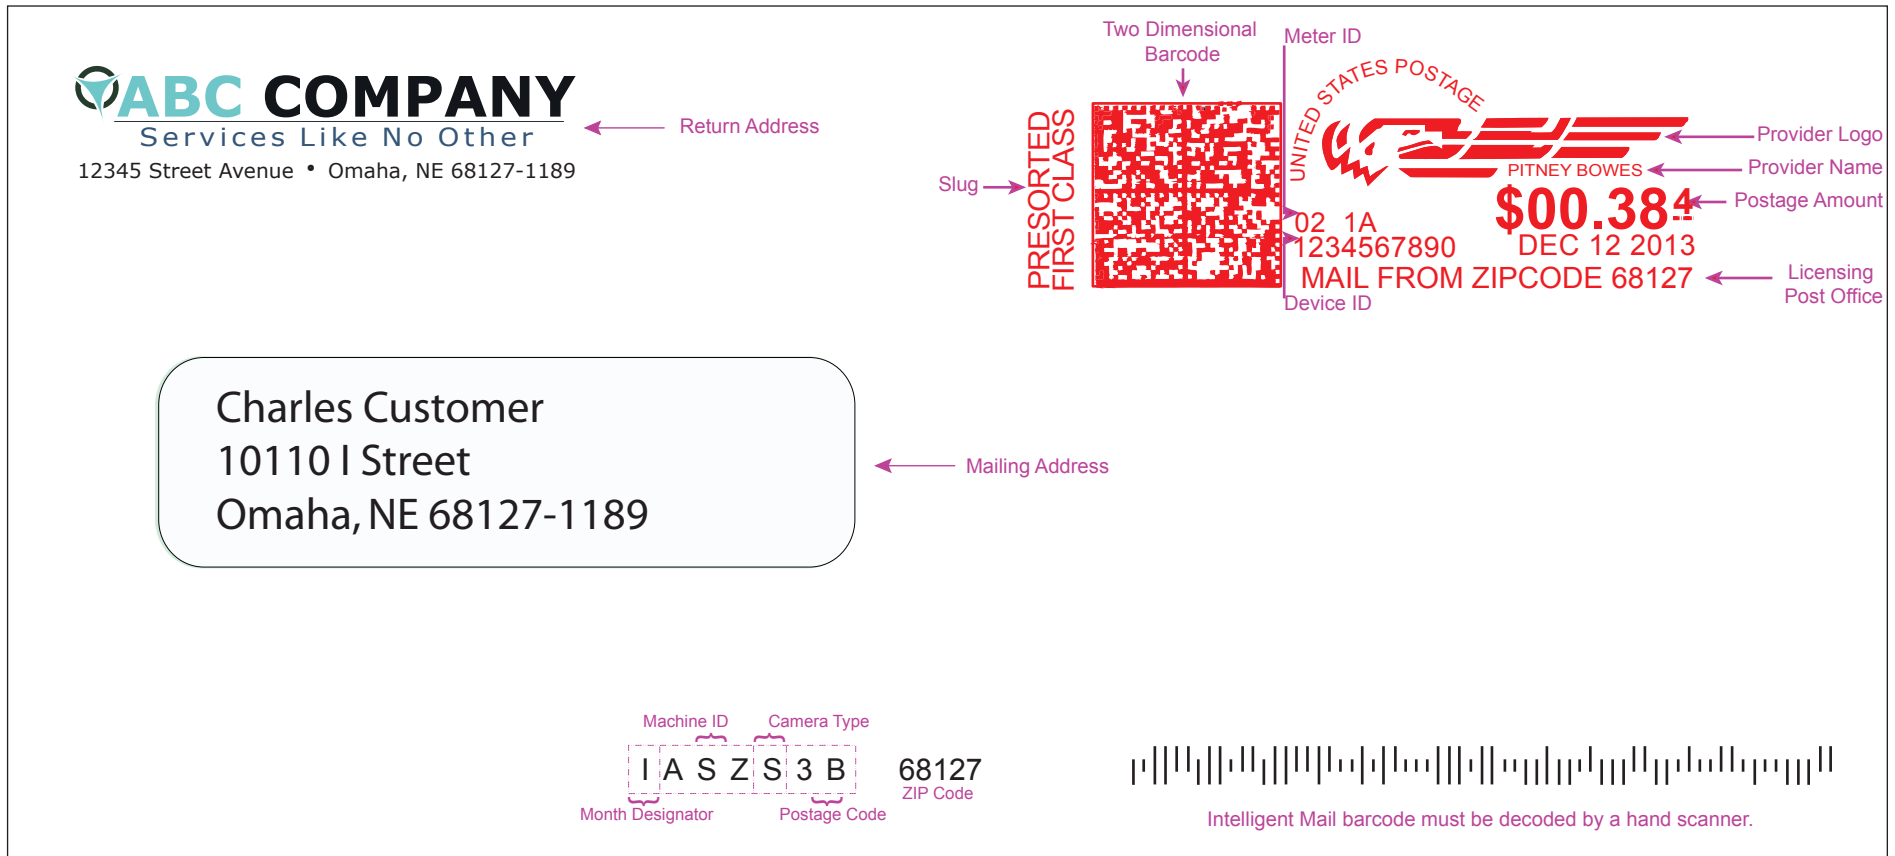 ABC COMPANY
Services Like No Other
12345 Street Avenue • Omaha, NE 68127-1189
Return Address
Two Dimensional
Barcode
Meter ID
Slug
PRESORTED
FIRST CLASS
UNITED STATES POSTAGE
Provider Logo
PITNEY BOWES
Provider Name
$00.384
Postage Amount
02 1A
1234567890
DEC 12 2013
MAIL FROM ZIPCODE 68127
Licensing
Post Office
Device ID
Charles Customer
10110 I Street
Omaha, NE 68127-1189
Mailing Address
Machine ID
Camera Type
I A S Z S 3 B
68127
ZIP Code
Month Designator
Postage Code
Intelligent Mail barcode must be decoded by a hand scanner.